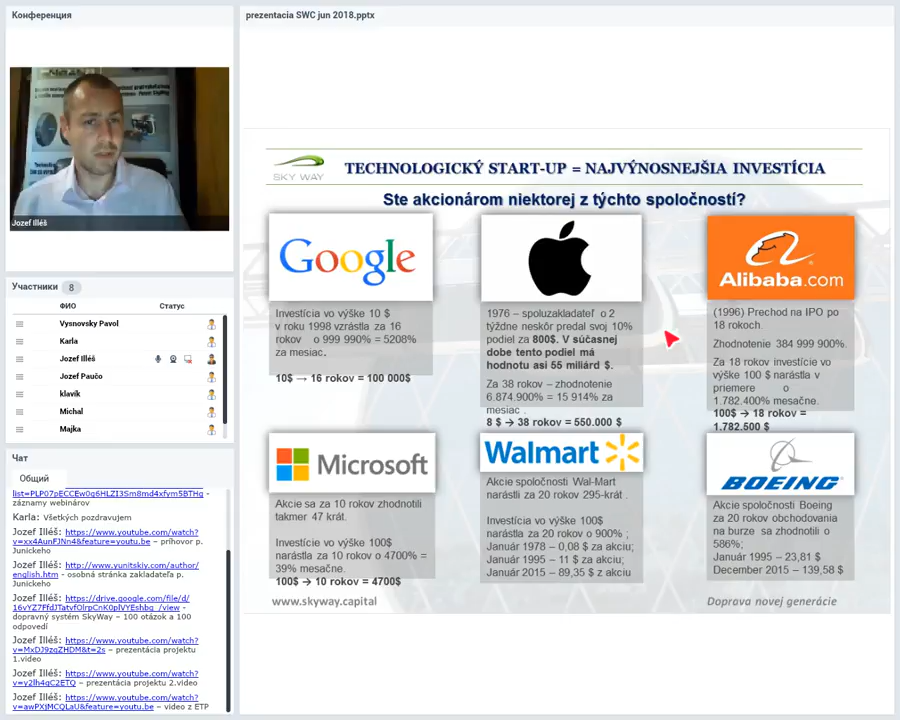 Конференция
prezentacia SWC jun 2018.pptx
Jozef Illéš
Участники 8
ФИО Статус
Vysnovsky Pavol
Karla
Jozef Illéš
Jozef Paučo
klavik
Michal
Majka
Чат
Общий
list=PLP07pECCEw0q6HLZI3Sm8md4xfym5BTHq -
záznamy webinárov
Karla: Všetkých pozdravujem
Jozef Illéš: https://www.youtube.com/watch?
v=xx4AunFJNn4&feature=youtu.be – príhovor p.
Junickeho
Jozef Illéš: http://www.yunitskiy.com/author/
english.htm - osobná stránka zakladateľa p.
Junickeho
Jozef Illéš: https://drive.google.com/file/d/
/view -
dopravný systém SkyWay – 100 otázok a 100
odpovedí
Jozef Illéš: https://www.youtube.com/watch?
v=MxDJ9zqZHDM&t=2s – prezentácia projektu
1.video
Jozef Illéš: https://www.youtube.com/watch?
v=y2lh4qC2ETQ – prezentácia projektu 2.video
Jozef Illéš: https://www.youtube.com/watch?
v=awPXJMCQLaU&feature=youtu.be – video z ETP
SKY WAY
TECHNOLOGICKÝ START-UP = NAJVÝNOSNEJŠIA INVESTÍCIA
Ste akcionárom niektorej z týchto spoločností?
Google
Investícia vo výške 10 $
v roku 1998 vzrástla za 16
rokov o 999 990% = 5208%
za mesiac.
10$ → 16 rokov = 100 000$
1976 – spoluzakladateľ o 2
týždne neskôr predal svoj 10%
podiel za 800$. V súčasnej
dobe tento podiel má
hodnotu asi 55 miliárd $.
Za 38 rokov – zhodnotenie
6.874.900% = 15 914% za
mesiac .
8 $ → 38 rokov = 550.000 $
Alibaba.com
(1996) Prechod na IPO po
18 rokoch.
Zhodnotenie 384 999 900%.
Za 18 rokov investície vo
výške 100 $ narástla v
priemere o
1.782.400% mesačne.
100$ → 18 rokov =
1.782.500 $
Microsoft
Akcie sa za 10 rokov zhodnotili
takmer 47 krát.
Investícia vo výške 100$
narástla za 10 rokov o 4700% =
39% mesačne.
100$ → 10 rokov = 4700$
Walmart
Akcie spoločnosti Wal-Mart
narástli za 20 rokov 295-krát .
Investícia vo výške 100$
narástla za 20 rokov o 900% ;
Január 1978 – 0,08 $ za akciu;
Január 1995 – 11 $ za akciu;
Január 2015 – 89,35 $ z akciu
BOEING
Akcie spoločnosti Boeing
za 20 rokov obchodovania
na burze sa zhodnotili o
586%;
Január 1995 – 23,81 $
December 2015 – 139,58 $
www.skyway.capital
Doprava novej generácie